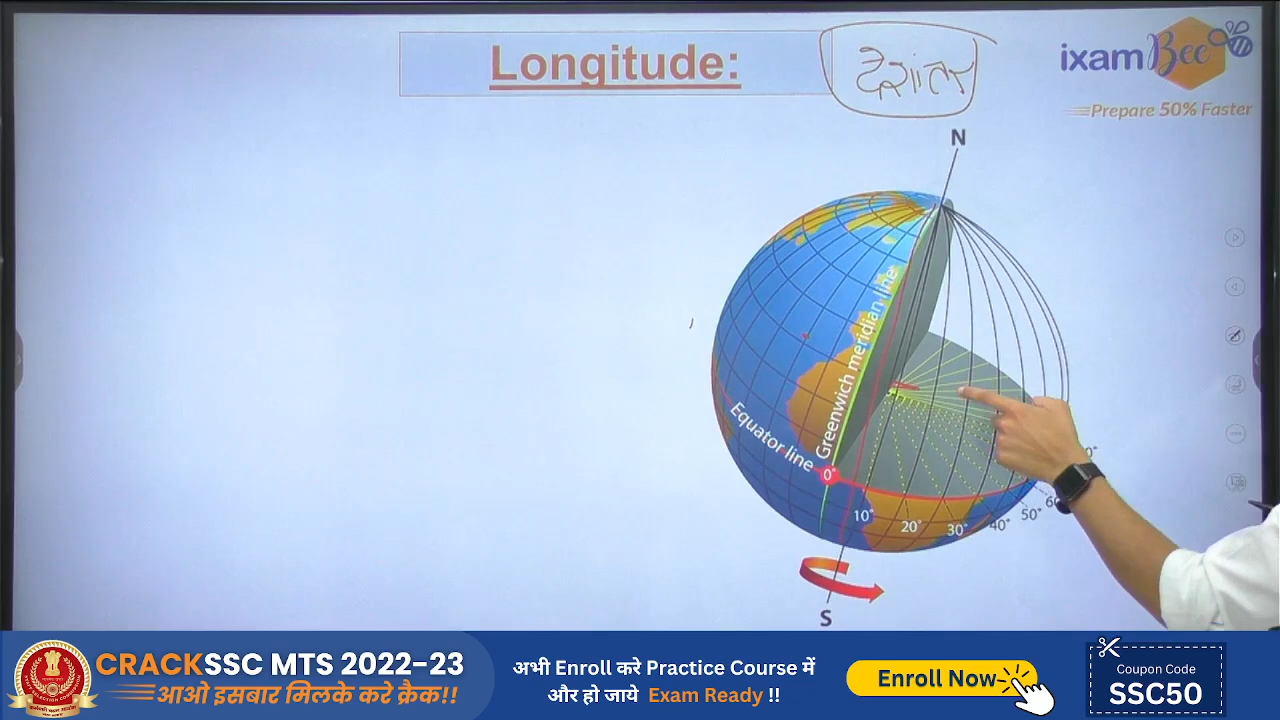 Longitude:
देशांतर
ixamBee
Prepare 50% Faster
N
Greenwich meridian line
Equator line
0°
10°
20°
30°
40°
50°
S
CRACKSSC MTS 2022-23
आओ इसबार मिलके करे क्रैक!!
अभी Enroll करे Practice Course में
और हो जाये Exam Ready !!
Enroll Now
Coupon Code
SSC50